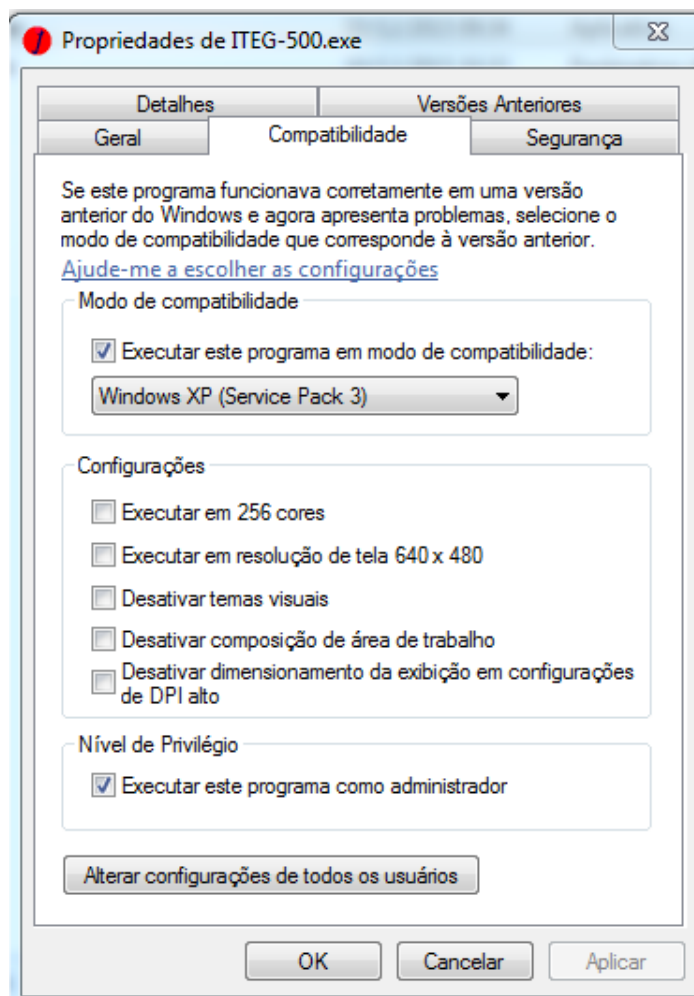 Propriedades de ITEG-500.exe
Detalhes
Versões Anteriores
Geral
Compatibilidade
Segurança
Se este programa funcionava corretamente em uma versão
anterior do Windows e agora apresenta problemas, selecione o
modo de compatibilidade que corresponde à versão anterior.
Ajude-me a escolher as configurações
Modo de compatibilidade
Executar este programa em modo de compatibilidade:
Windows XP (Service Pack 3)
Configurações
Executar em 256 cores
Executar em resolução de tela 640 x 480
Desativar temas visuais
Desativar composição de área de trabalho
Desativar dimensionamento da exibição em configurações
de DPI alto
Nível de Privilégio
Executar este programa como administrador
Alterar configurações de todos os usuários
OK
Cancelar
Aplicar